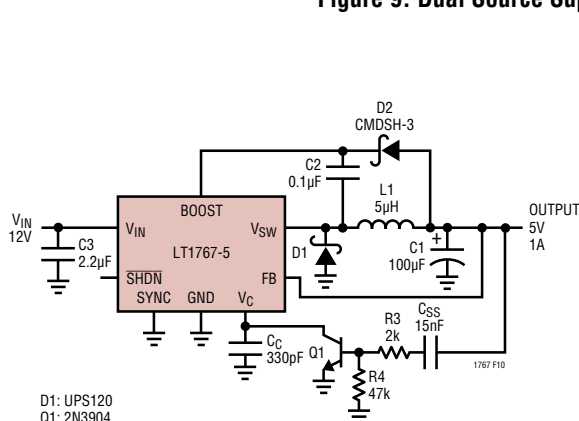 Figure 9. Dual Source Sup
D2
CMDSH-3
C2
0.1µF
L1
5µH
BOOST
VIN
12V
VIN
VSW
OUTPUT
5V
1A
LT1767-5
C3
2.2µF
D1
C1
100µF
+
SHDN
FB
SYNC
GND
VC
CSS
15nF
R3
2k
CC
330pF
Q1
R4
47k
1767 F10
D1: UPS120
Q1: 2N3904